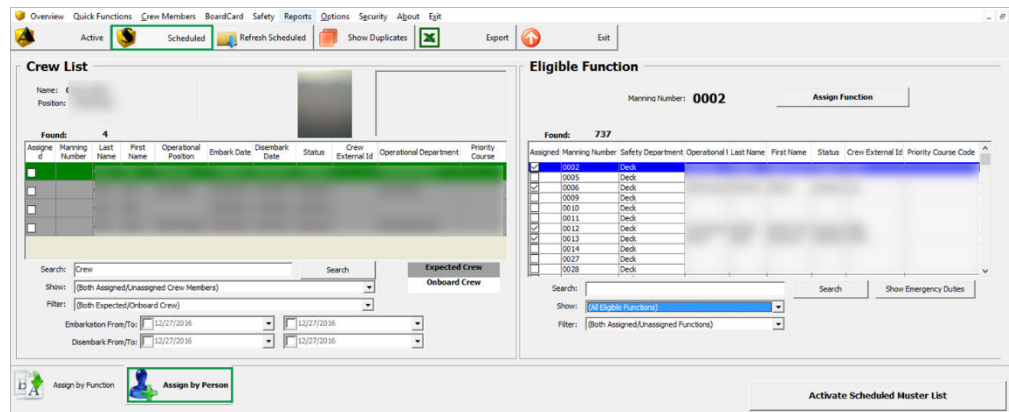 Overview Quick Functions Crew Members BoardCard Safety Reports Options Security About Exit
Active Scheduled Refresh Scheduled Show Duplicates Export Exit
Crew List
Name:
Position:
Found: 4
Assigne d Manning Number Last Name First Name Operational Position Embark Date Disembark Date Status Crew External Id Operational Department Priority Course
Search: Crew Search
Expected Crew
Onboard Crew
Show: (Both Assigned/Unassigned Crew Members)
Filter: (Both Expected/Onboard Crew)
Embarkation From/To: 12/27/2016 12/27/2016
Disembark From/To: 12/27/2016 12/27/2016
Eligible Function
Manning Number: 0002 Assign Function
Found: 737
Assigned Manning Number Safety Department Operational I Last Name First Name Status Crew External Id Priority Course Code
0002 Deck
0005 Deck
0006 Deck
0009 Deck
0010 Deck
0011 Deck
0012 Deck
0013 Deck
0014 Deck
0027 Deck
0028 Deck
Search: Search Show Emergency Duties
Show: (All Eligible Functions)
Filter: (Both Assigned/Unassigned Functions)
Assign by Function Assign by Person
Activate Scheduled Muster List